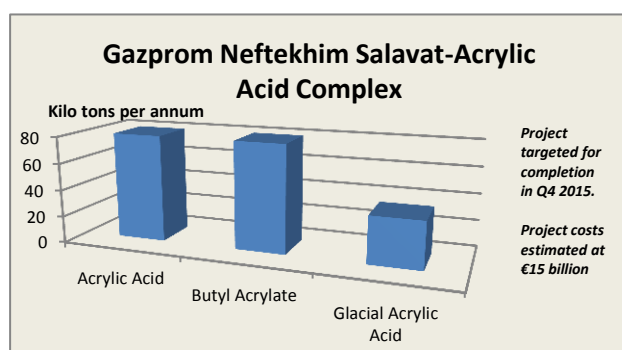 Gazprom Neftekhim Salavat-Acrylic
Acid Complex
Kilo tons per annum
80
60
40
20
0
Acrylic Acid
Butyl Acrylate
Glacial Acrylic
Acid
Project
targeted for
completion
in Q4 2015.
Project costs
estimated at
€15 billion